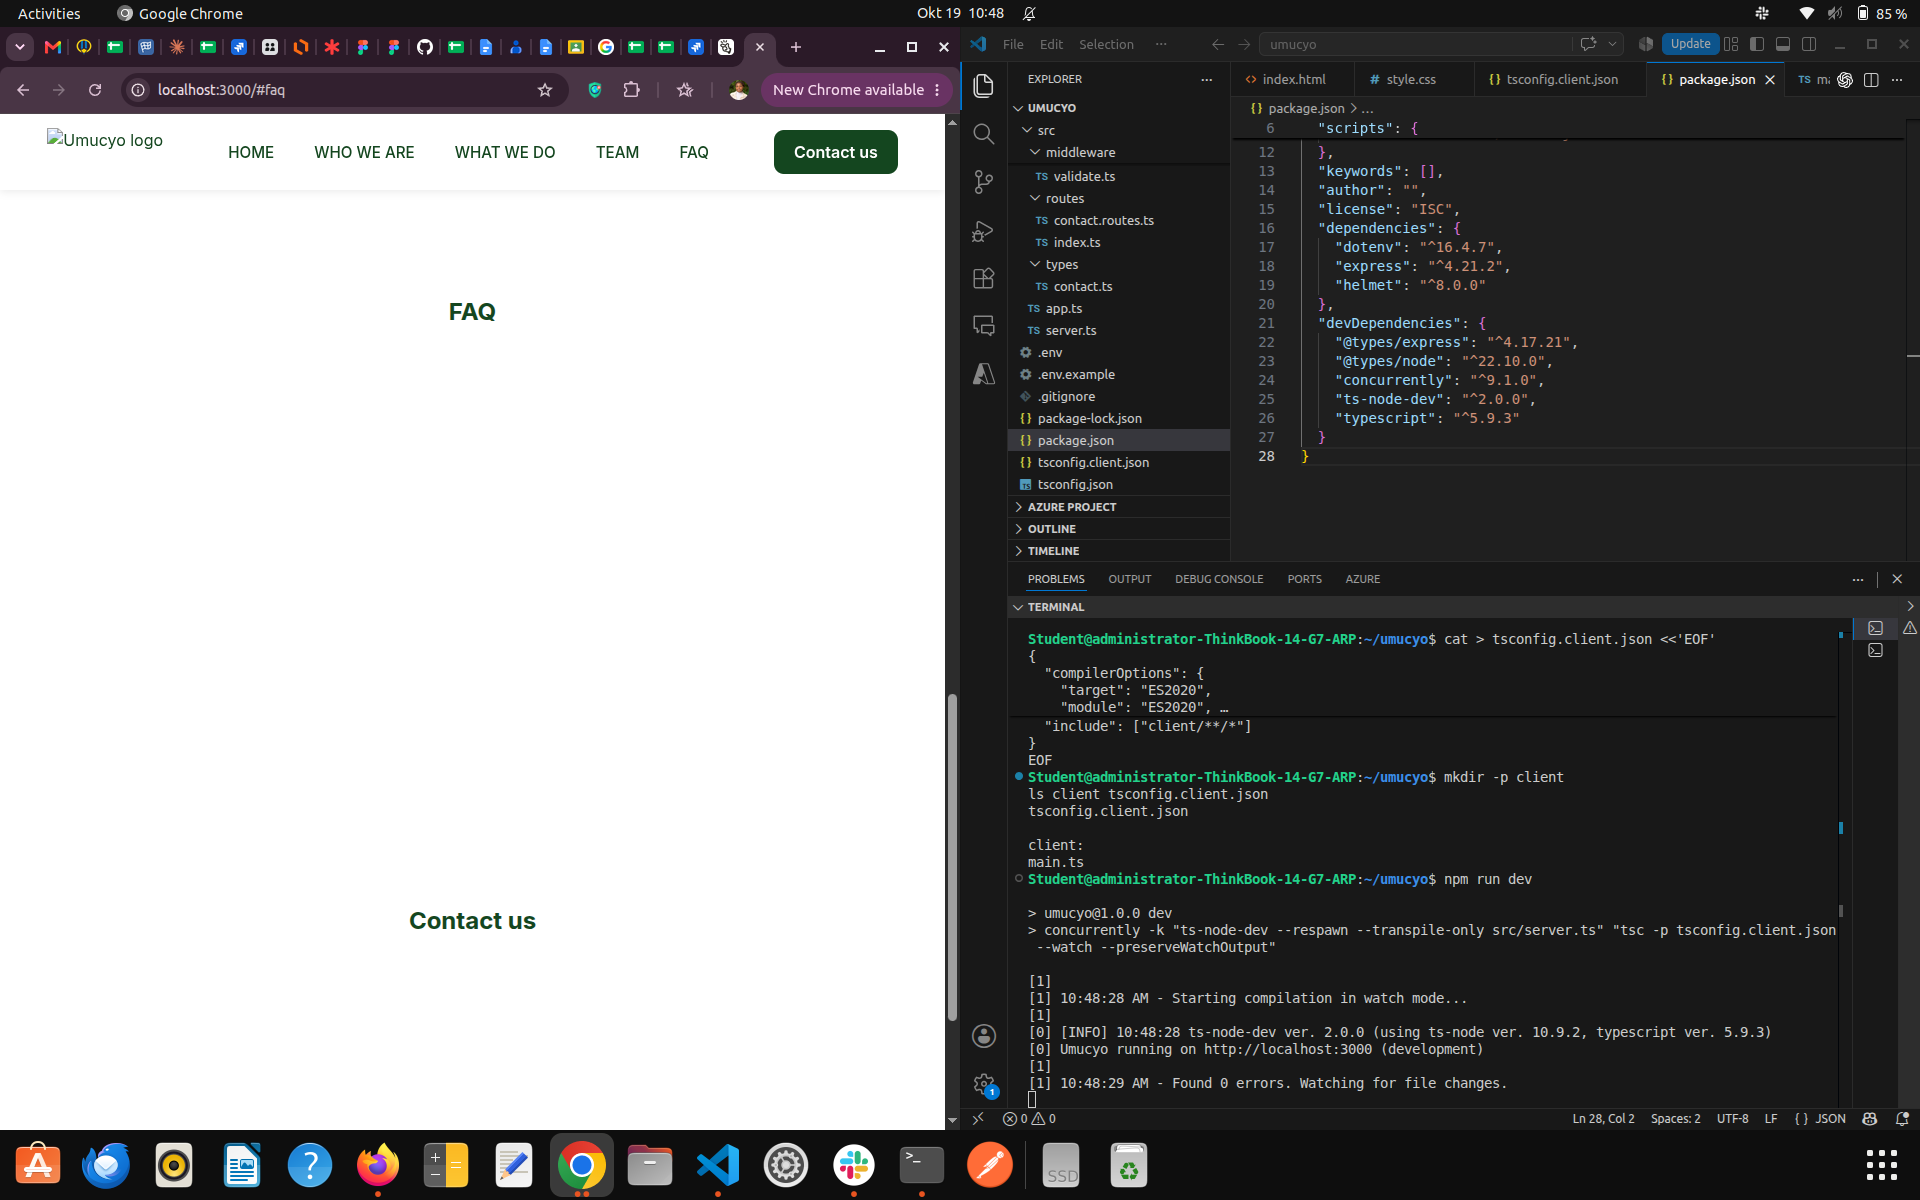 Activities
Google Chrome
Okt 19 10:48
85 %
localhost:3000/#faq
New Chrome available
Umucyo logo
HOME
WHO WE ARE
WHAT WE DO
TEAM
FAQ
Contact us
FAQ
Contact us
File
Edit
Selection
umucyo
Update
EXPLORER
UMUCYO
src
middleware
TS validate.ts
routes
TS contact.routes.ts
TS index.ts
types
TS contact.ts
TS app.ts
TS server.ts
.env
.env.example
.gitignore
{} package-lock.json
{} package.json
{} tsconfig.client.json
TS tsconfig.json
AZURE PROJECT
OUTLINE
TIMELINE
<> index.html
# style.css
{} tsconfig.client.json
{} package.json
TS
{} package.json > ...
6 "scripts": {
12 },
13 "keywords": [],
14 "author": "",
15 "license": "ISC",
16 "dependencies": {
17 "dotenv": "^16.4.7",
18 "express": "^4.21.2",
19 "helmet": "^8.0.0"
20 },
21 "devDependencies": {
22 "@types/express": "^4.17.21",
23 "@types/node": "^22.10.0",
24 "concurrently": "^9.1.0",
25 "ts-node-dev": "^2.0.0",
26 "typescript": "^5.9.3"
27 }
28 }
PROBLEMS
OUTPUT
DEBUG CONSOLE
PORTS
AZURE
TERMINAL
Student@administrator-ThinkBook-14-G7-ARP:~/umucyo$ cat > tsconfig.client.json <<'EOF'
{
"compilerOptions": {
"target": "ES2020",
"module": "ES2020", …
"include": ["client/**/*"]
}
EOF
Student@administrator-ThinkBook-14-G7-ARP:~/umucyo$ mkdir -p client
ls client tsconfig.client.json
tsconfig.client.json
client:
main.ts
Student@administrator-ThinkBook-14-G7-ARP:~/umucyo$ npm run dev
> umucyo@1.0.0 dev
> concurrently -k "ts-node-dev --respawn --transpile-only src/server.ts" "tsc -p tsconfig.client.json
--watch --preserveWatchOutput"
[1]
[1] 10:48:28 AM - Starting compilation in watch mode...
[1]
[0] [INFO] 10:48:28 ts-node-dev ver. 2.0.0 (using ts-node ver. 10.9.2, typescript ver. 5.9.3)
[0] Umucyo running on http://localhost:3000 (development)
[1]
[1] 10:48:29 AM - Found 0 errors. Watching for file changes.
1
0
0
Ln 28, Col 2
Spaces: 2
UTF-8
LF
{ } JSON
SSD